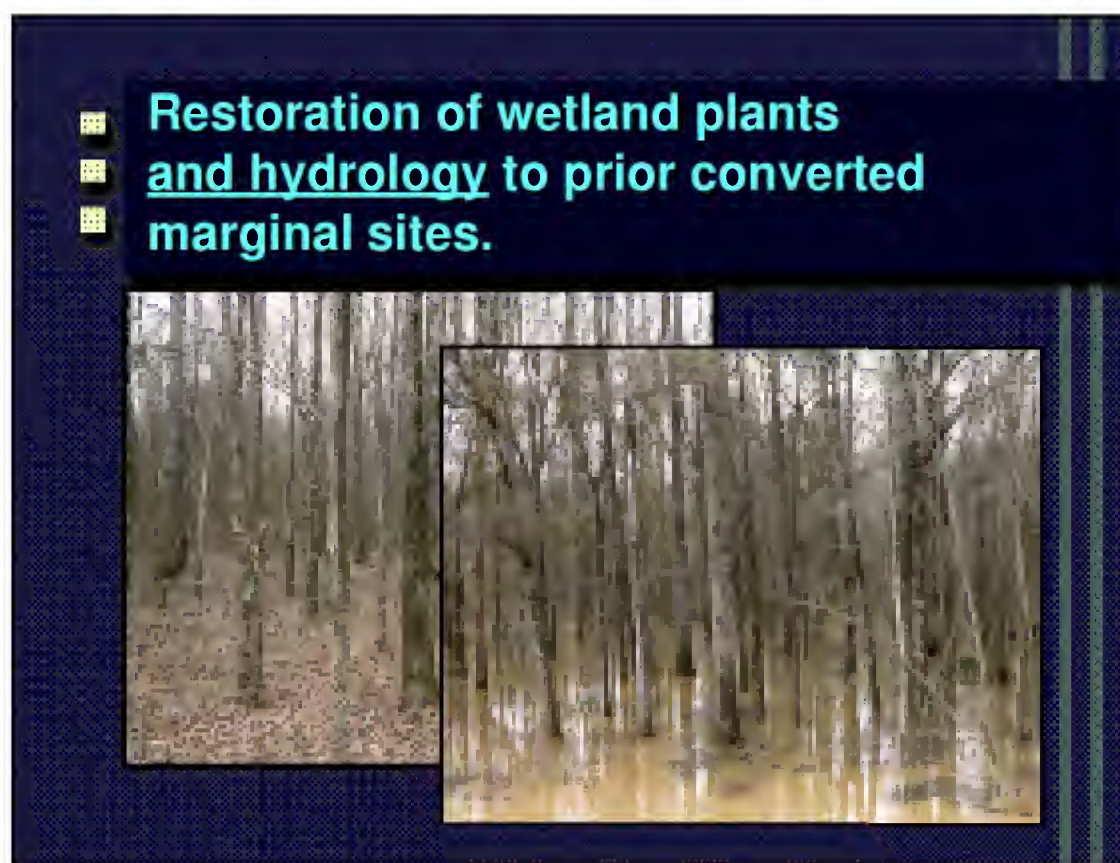 Restoration of wetland plants
and hydrology to prior converted
marginal sites.